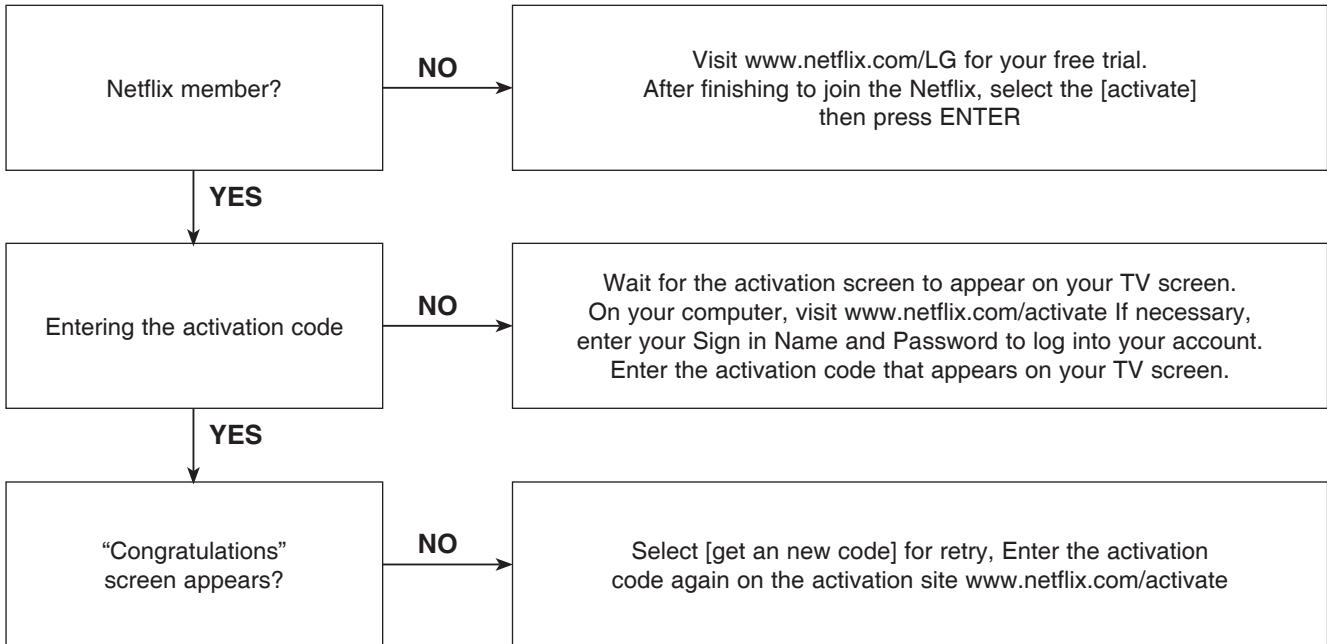 Netflix member?
NO
Visit www.netflix.com/LG for your free trial.
After finishing to join the Netflix, select the [activate]
then press ENTER
YES
Entering the activation code
NO
Wait for the activation screen to appear on your TV screen.
On your computer, visit www.netflix.com/activate If necessary,
enter your Sign in Name and Password to log into your account.
Enter the activation code that appears on your TV screen.
YES
“Congratulations”
screen appears?
NO
Select [get an new code] for retry, Enter the activation
code again on the activation site www.netflix.com/activate